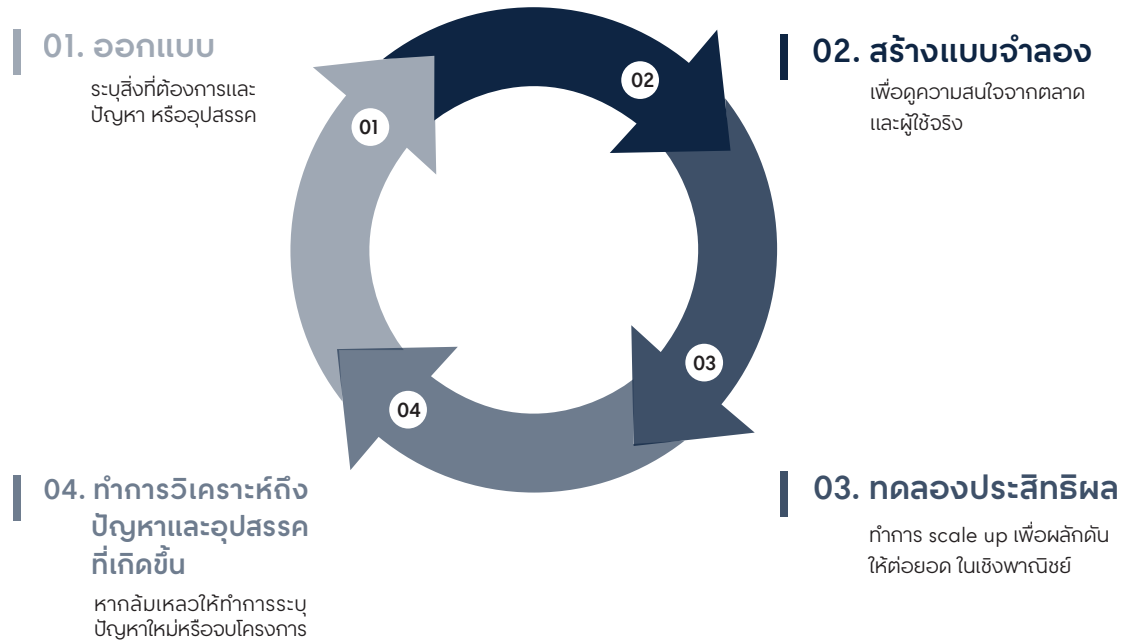 01. ออกแบบ
ระบุสิ่งที่ต้องการและ
ปัญหา หรืออุปสรรค
01
02
02. สร้างแบบจำลอง
เพื่อดูความสนใจจากตลาด
และผู้ใช้จริง
03
04
04. ทำการวิเคราะห์ถึง
ปัญหาและอุปสรรค
ที่เกิดขึ้น
หากล้มเหลวให้ทำการระบุ
ปัญหาใหม่หรือจบโครงการ
03. ทดลองประสิทธิผล
ทำการ scale up เพื่อผลักดัน
ให้ต่อยอด ในเชิงพาณิชย์